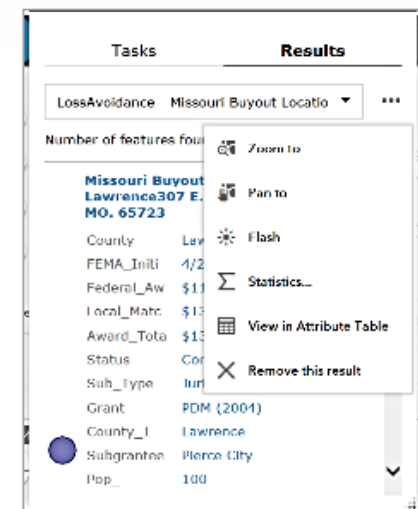 Tasks Results
LossAvoidance Missouri Buyout Locatio
Number of features fou
Missouri Buyout
Lawrence307 E.
MO. 65723
County Law
FEMA_Initi 4/2
Federal_Aw $11
Local_Matc $13
Award_Tota $13
Status
Sub_Type
Grant PDM (2004)
County_1 Lawrence
Subgrantee Pierce City
Pop_ 100
Zoom to
Pan to
Flash
Statistics...
View in Attribute Table
Remove this result